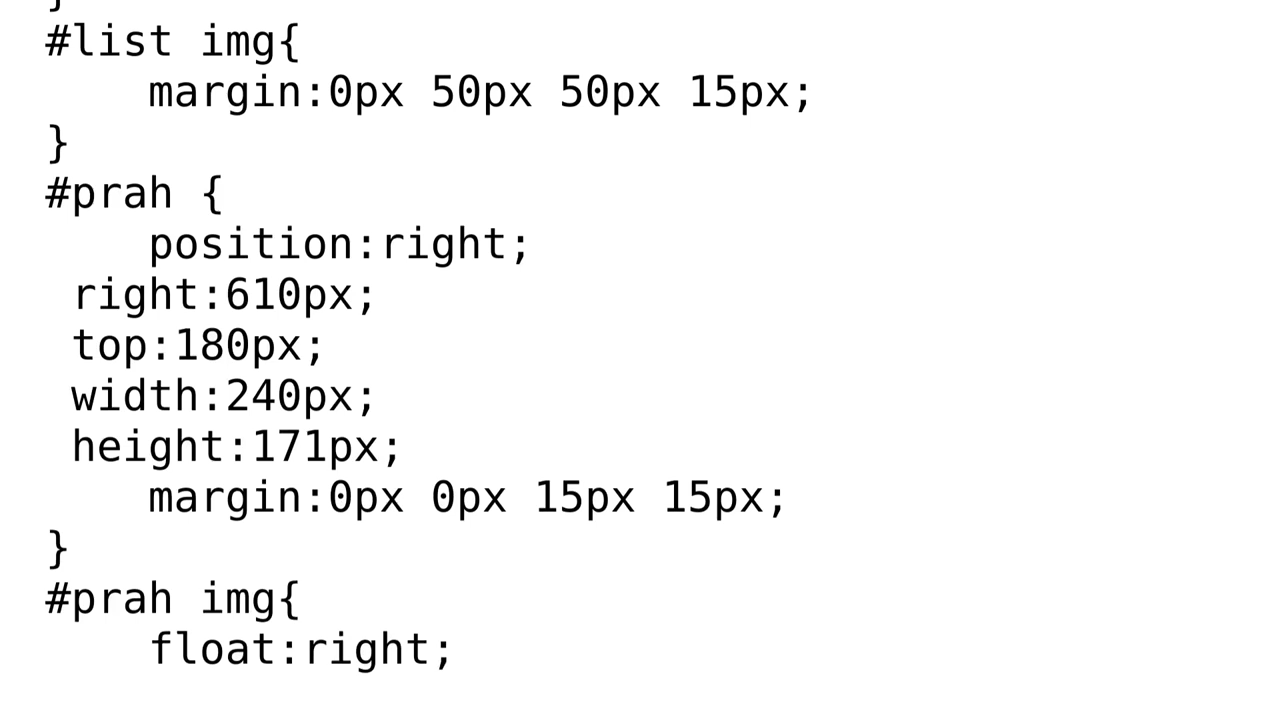 }
#list img{
    margin:0px 50px 50px 15px;
}
#prah {
    position:right;
 right:610px;
 top:180px;
 width:240px;
 height:171px;
    margin:0px 0px 15px 15px;
}
#prah img{
    float:right;